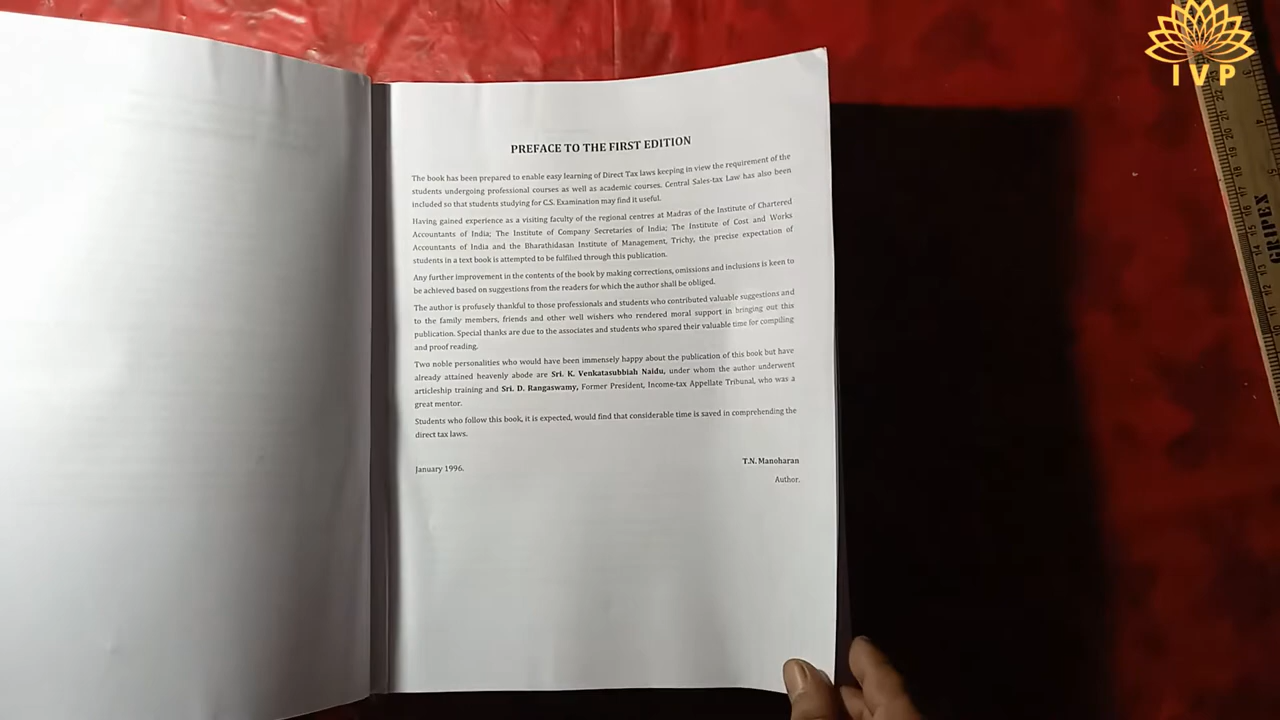 PREFACE TO THE FIRST EDITION
The book has been prepared to enable easy learning of Direct Tax laws keeping in view the requirement of the
students undergoing professional courses as well as academic courses. Central Sales-tax Law has also been
included so that students studying for C.S. Examination may find it useful.
Having gained experience as a visiting faculty of the regional centres at Madras of the Institute of Chartered
Accountants of India; The Institute of Company Secretaries of India; The Institute of Cost and Works
Accountants of India and the Bharathidasan Institute of Management, Trichy, the precise expectation of
students in a text book is attempted to be fulfilled through this publication.
Any further improvement in the contents of the book by making corrections, omissions and inclusions is keen to
be achieved based on suggestions from the readers for which the author shall be obliged.
The author is profusely thankful to those professionals and students who contributed valuable suggestions and
to the family members, friends and other well wishers who rendered moral support in bringing out this
publication. Special thanks are due to the associates and students who spared their valuable time for compiling
and proof reading.
Two noble personalities who would have been immensely happy about the publication of this book but have
already attained heavenly abode are Sri. K. Venkatasubbiah Naidu, under whom the author underwent
articleship training and Sri. D. Rangaswamy, Former President, Income-tax Appellate Tribunal, who was a
great mentor.
Students who follow this book, it is expected, would find that considerable time is saved in comprehending the
direct tax laws.
January 1996.
T.N. Manoharan
Author.
IVP